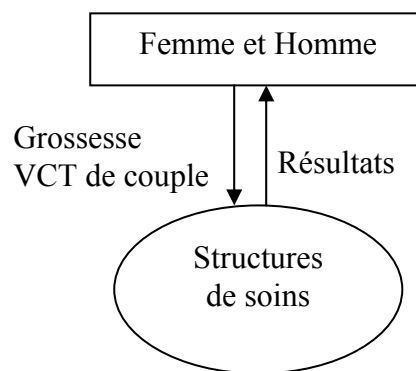 Femme et Homme
Grossesse
VCT de couple
Résultats
Structures
de soins